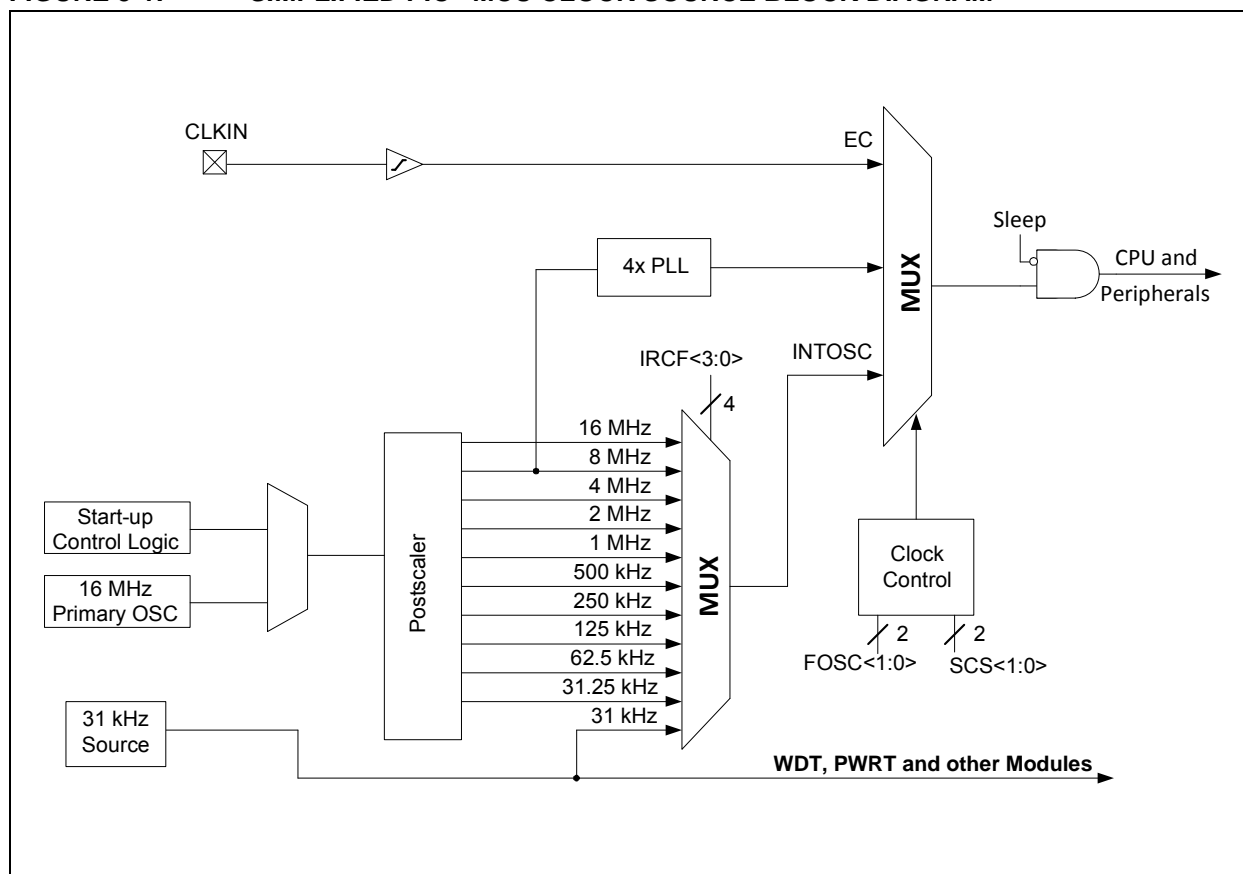 CLKIN
EC
Sleep
4x PLL
MUX
CPU and
Peripherals
IRCF<3:0>
INTOSC
4
16 MHz
8 MHz
4 MHz
2 MHz
1 MHz
500 kHz
250 kHz
125 kHz
62.5 kHz
31.25 kHz
31 kHz
Start-up
Control Logic
16 MHz
Primary OSC
Postscaler
MUX
Clock
Control
2
2
FOSC<1:0>
SCS<1:0>
31 kHz
Source
WDT, PWRT and other Modules